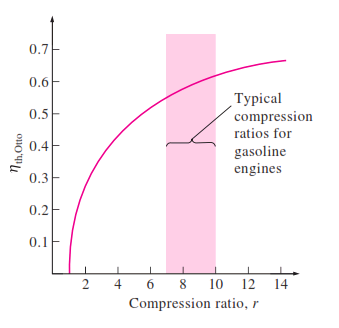 0.7
0.6
0.5
0.4
0.3
0.2
0.1
ηth,Otto
Typical
compression
ratios for
gasoline
engines
2 4 6 8 10 12 14
Compression ratio, r